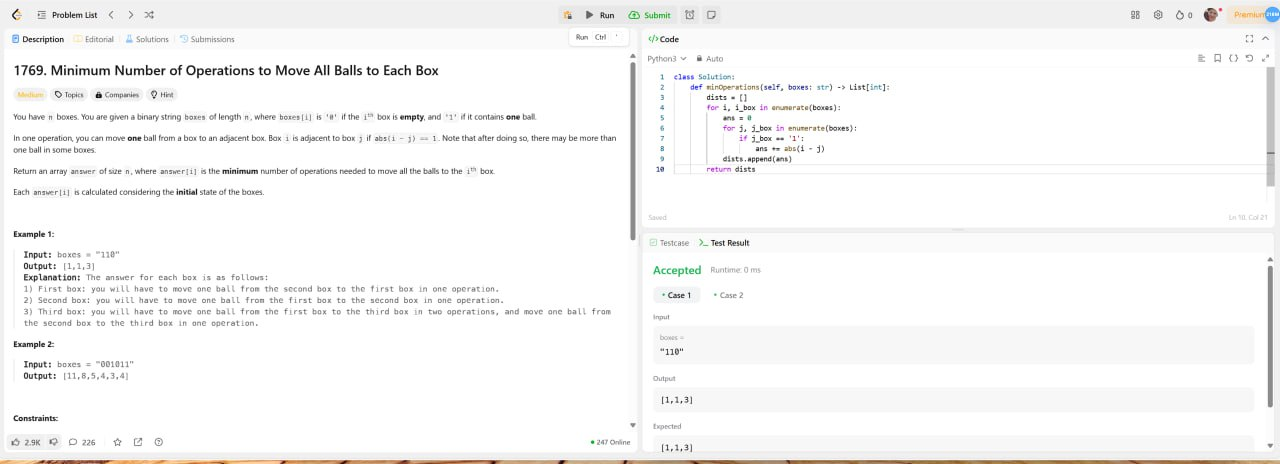 Problem List
Run
Submit
0
Premium
Description
Editorial
Solutions
Submissions
Run Ctrl '
1769. Minimum Number of Operations to Move All Balls to Each Box
Medium
Topics
Companies
Hint
You have n boxes. You are given a binary string boxes of length n, where boxes[i] is '0' if the ith box is empty, and '1' if it contains one ball.
In one operation, you can move one ball from a box to an adjacent box. Box i is adjacent to box j if abs(i - j) == 1. Note that after doing so, there may be more
than one ball in some boxes.
Return an array answer of size n, where answer[i] is the minimum number of operations needed to move all the balls to the ith box.
Each answer[i] is calculated considering the initial state of the boxes.
Example 1:
Input: boxes = "110"
Output: [1,1,3]
Explanation: The answer for each box is as follows:
1) First box: you will have to move one ball from the second box to the first box in one operation.
2) Second box: you will have to move one ball from the first box to the second box in one operation.
3) Third box: you will have to move one ball from the first box to the third box in two operations, and move one ball from
the second box to the third box in one operation.
Example 2:
Input: boxes = "001011"
Output: [11,8,5,4,3,4]
Constraints:
2.9K
226
247 Online
</> Code
Python3
Auto
1 class Solution:
2 def minOperations(self, boxes: str) -> List[int]:
3 dists = []
4 for i, i_box in enumerate(boxes):
5 ans = 0
6 for j, j_box in enumerate(boxes):
7 if j_box == '1':
8 ans += abs(i - j)
9 dists.append(ans)
10 return dists
Saved
Ln 10, Col 21
Testcase
>_ Test Result
Accepted
Runtime: 0 ms
• Case 1
• Case 2
Input
boxes =
"110"
Output
[1,1,3]
Expected
[1,1,3]